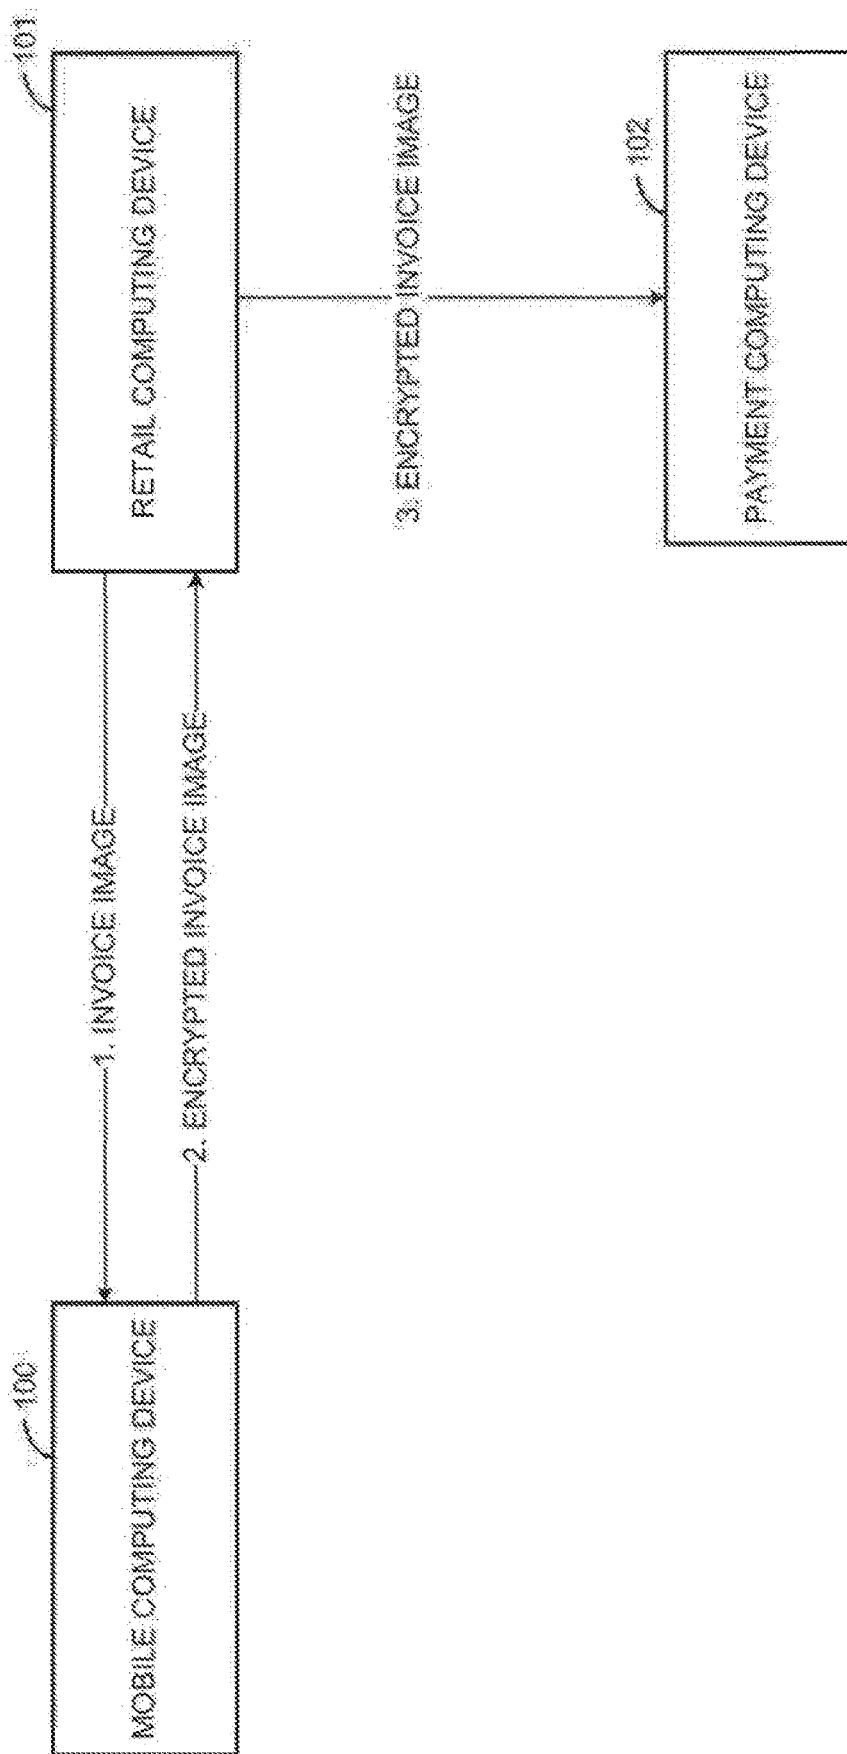 100
MOBILE COMPUTING DEVICE
1. INVOICE IMAGE
2. ENCRYPTED INVOICE IMAGE
101
RETAIL COMPUTING DEVICE
3. ENCRYPTED INVOICE IMAGE
102
PAYMENT COMPUTING DEVICE